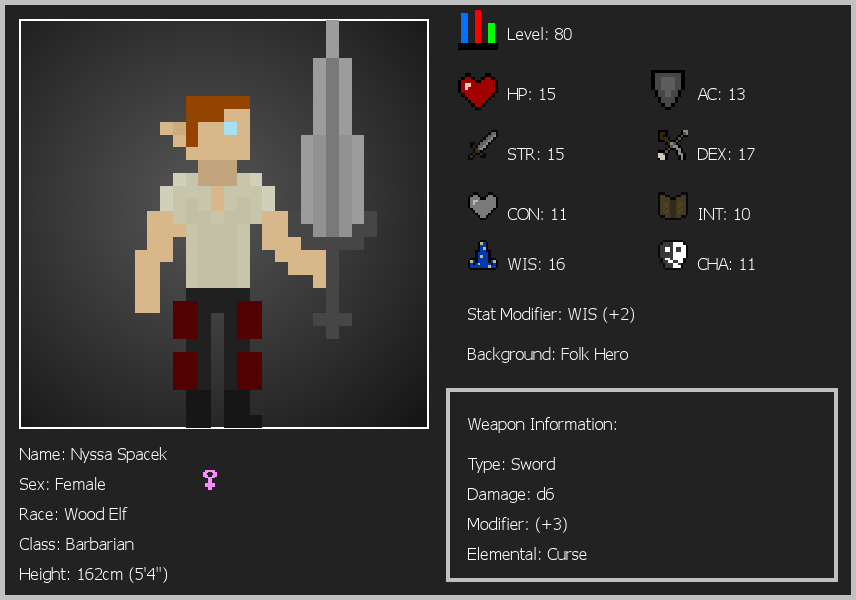 Level: 80
HP: 15
AC: 13
STR: 15
DEX: 17
CON: 11
INT: 10
WIS: 16
CHA: 11
Stat Modifier: WIS (+2)
Background: Folk Hero
Weapon Information:
Type: Sword
Damage: d6
Modifier: (+3)
Elemental: Curse
Name: Nyssa Spacek
Sex: Female
Race: Wood Elf
Class: Barbarian
Height: 162cm (5'4")